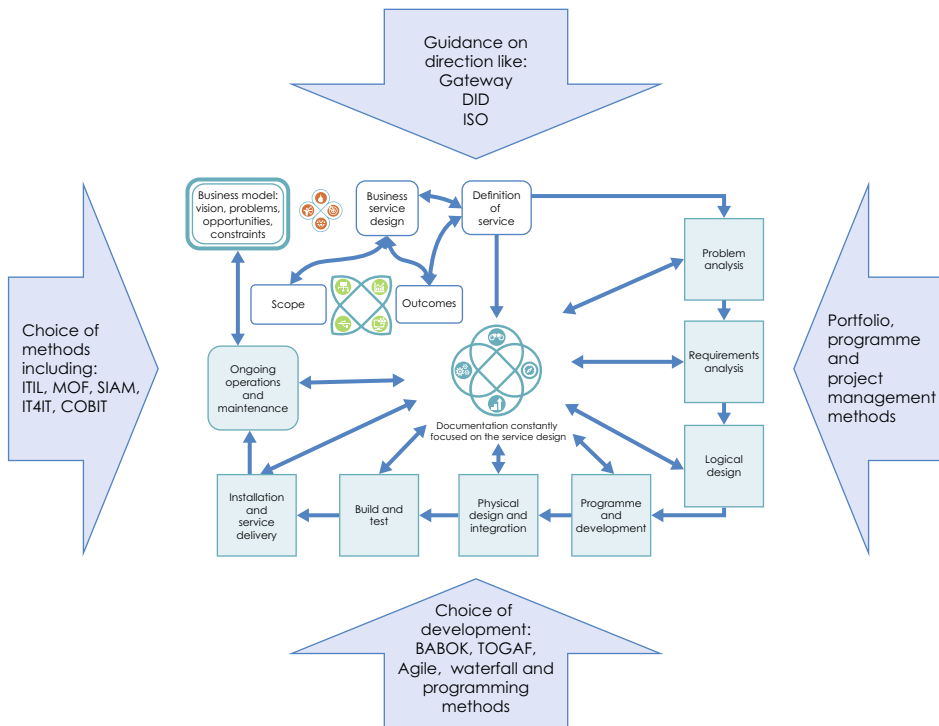 Guidance on
direction like:
Gateway
DID
ISO
Business model:
vision, problems,
opportunities,
constraints
Business
service
design
Definition
of
service
Problem
analysis
Scope
Outcomes
Choice of
methods
including:
ITIL, MOF, SIAM,
IT4IT, COBIT
Ongoing
operations
and
maintenance
Requirements
analysis
Portfolio,
programme
and
project
management
methods
Documentation constantly
focused on the service design
Logical
design
Installation
and service
delivery
Build and
test
Physical
design and
integration
Programme
and
development
Choice of
development:
BABOK, TOGAF,
Agile, waterfall and
programming
methods